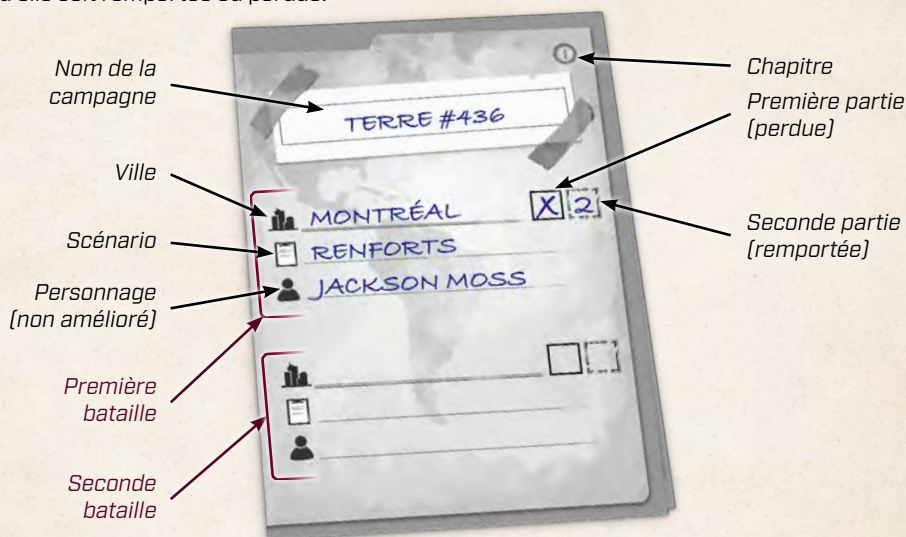 Nom de la
campagne
Ville
Scénario
Personnage
(non amélioré)
Première
bataille
Seconde
bataille
TERRE #436
MONTRÉAL
RENFORTS
JACKSON MOSS
X 2
Chapitre
Première partie
(perdue)
Seconde partie
(remportée)